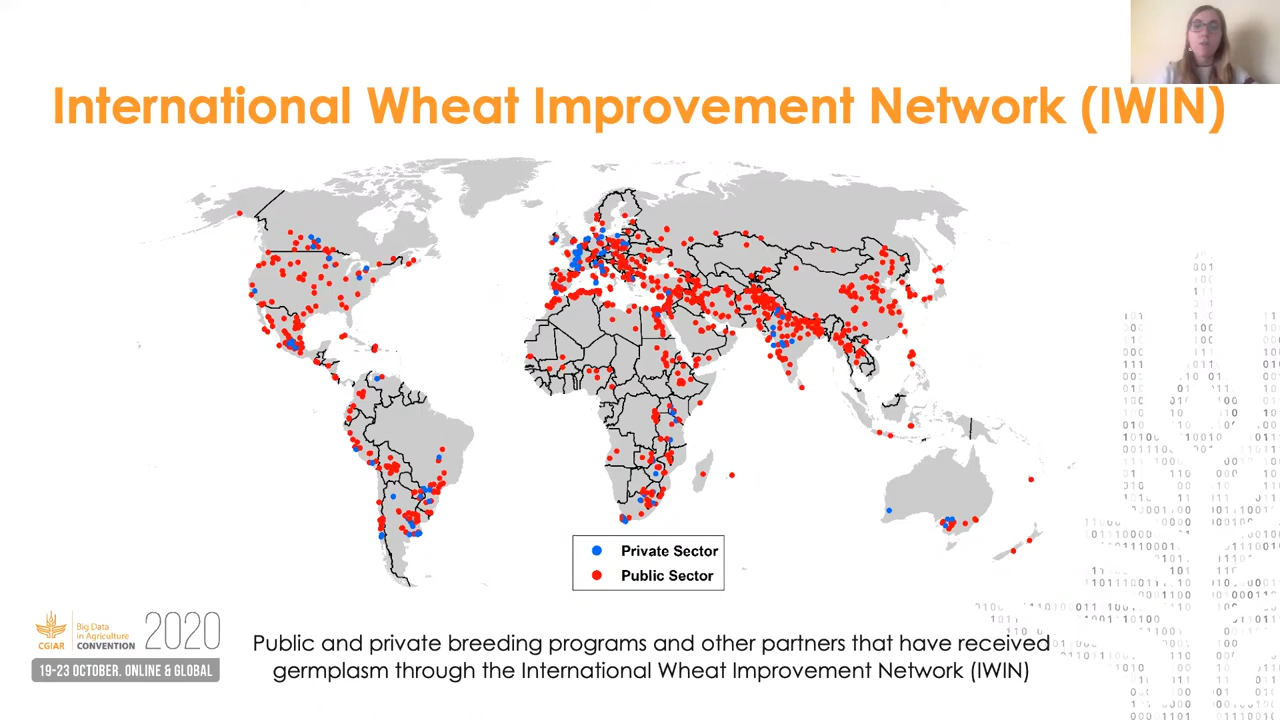 International Wheat Improvement Network (IWIN)
Private Sector
Public Sector
CGIAR
Big Data
in Agriculture
CONVENTION
2020
19-23 OCTOBER. ONLINE & GLOBAL
Public and private breeding programs and other partners that have received
germplasm through the International Wheat Improvement Network (IWIN)